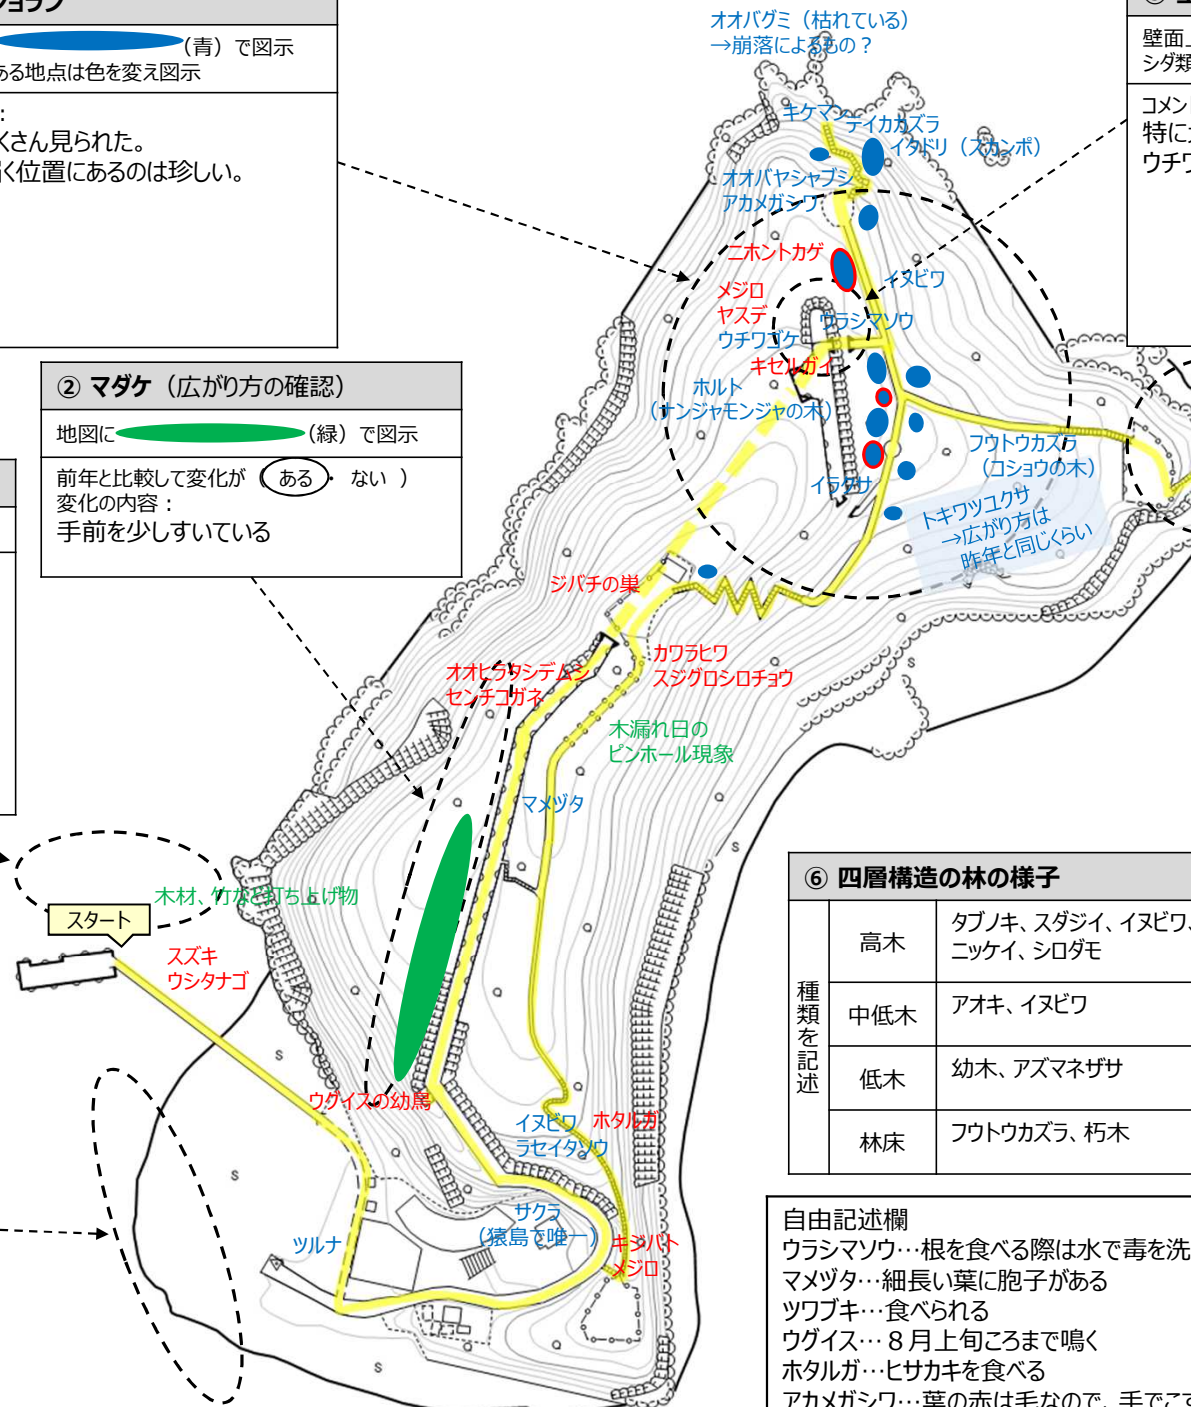 ョウラン
(青）で図示
ある地点は色を変え図示
：
くさん見られた。
く位置にあるのは珍しい。
② マダケ（広がり方の確認）
地図に　　　　（緑）で図示
前年と比較して変化が（ ある ・ ない ）
変化の内容：
手前を少しすいている
壁面
シダ類
コメン
特に
ウチワ
オオバグミ（枯れている）
→崩落によるもの？
キケマン
テイカカズラ
イタドリ（スカンポ）
オオバヤシャブシ
アカメガシワ
ニホントカゲ
イヌビワ
メジロ
ヤスデ
ウラシマソウ
ウチワゴケ
キセルガイ
ホルト
（ナンジャモンジャの木）
フウトウカズラ
（コショウの木）
イラクサ
トキワツユクサ
→広がり方は
昨年と同じくらい
ジバチの巣
カワラヒワ
スジグロシロチョウ
オオヒラタシデムシ
センチコガネ
木漏れ日の
ピンホール現象
マメヅタ
木材、竹など打ち上げ物
スタート
スズキ
ウシタナゴ
ウグイスの幼鳥
イヌビワ
ラセイタソウ
ホタルガ
サクラ
（猿島で唯一）
ツルナ
キジバト
メジロ
s
s
s
s
s
s
⑥ 四層構造の林の様子
種類を記述
高木
タブノキ、スダジイ、イヌビワ、
ニッケイ、シロダモ
中低木
アオキ、イヌビワ
低木
幼木、アズマネザサ
林床
フウトウカズラ、朽木
自由記述欄
ウラシマソウ…根を食べる際は水で毒を洗
マメヅタ…細長い葉に胞子がある
ツワブキ…食べられる
ウグイス…８月上旬ころまで鳴く
ホタルガ…ヒサカキを食べる
アカメガシワ…葉の赤は毛なので、手でこす